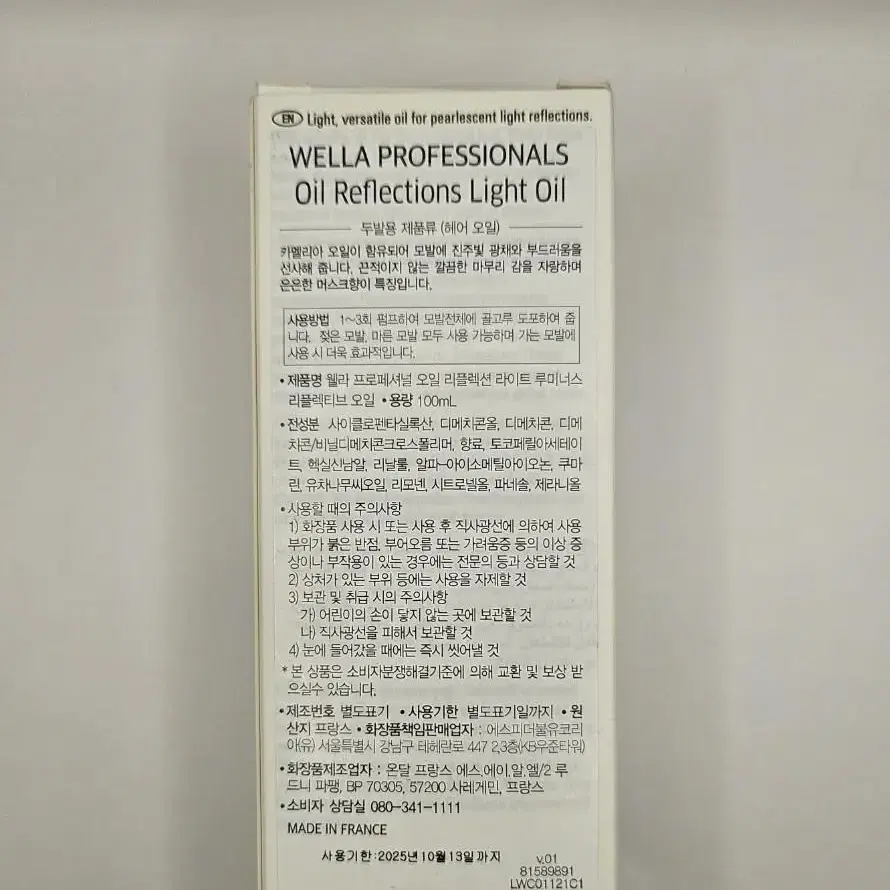 EN Light, versatile oil for pearlescent light reflections.
WELLA PROFESSIONALS
Oil Reflections Light Oil
두발용 제품류 (헤어 오일)
카멜리아 오일이 함유되어 모발에 진주빛 광채와 부드러움을
선사해 줍니다. 끈적이지 않는 깔끔한 마무리 감을 자랑하며
은은한 머스크향이 특징입니다.
사용방법 1~3회 펌프하여 모발전체에 골고루 도포하여 줍
니다. 젖은 모발, 마른 모발 모두 사용 가능하며 가는 모발에
사용 시 더욱 효과적입니다.
•제품명 웰라 프로페셔널 오일 리플렉션 라이트 루미너스
리플렉티브 오일 •용량 100mL
•전성분 사이클로펜타실록산, 디메치콘올, 디메치콘, 디메
치콘/비닐디메치콘크로스폴리머, 향료, 토코페릴아세테이
트, 헥실신남알, 리날룰, 알파-아이소메틸아이오논, 쿠마
린, 유차나무씨오일, 리모넨, 시트로넬올, 파네솔, 제라니올
•사용할 때의 주의사항
1) 화장품 사용 시 또는 사용 후 직사광선에 의하여 사용
부위가 붉은 반점, 부어오름 또는 가려움증 등의 이상 증
상이나 부작용이 있는 경우에는 전문의 등과 상담할 것
2) 상처가 있는 부위 등에는 사용을 자제할 것
3) 보관 및 취급 시의 주의사항
가) 어린이의 손이 닿지 않는 곳에 보관할 것
나) 직사광선을 피해서 보관할 것
4) 눈에 들어갔을 때에는 즉시 씻어낼 것
* 본 상품은 소비자분쟁해결기준에 의해 교환 및 보상 받
으실수 있습니다.
•제조번호 별도표기 •사용기한 별도표기일까지 •원
산지 프랑스 •화장품책임판매업자 : 에스피더블유코리
아(유) 서울특별시 강남구 테헤란로 447 2,3층(KB우준타워)
•화장품제조업자 : 온달 프랑스 에스.에이.알.엘/2 루
드니 파팽, BP 70305, 57200 사레게민, 프랑스
•소비자 상담실 080-341-1111
MADE IN FRANCE
사용기한:2025년10월13일까지
v.01
81589891
LWC01121C1